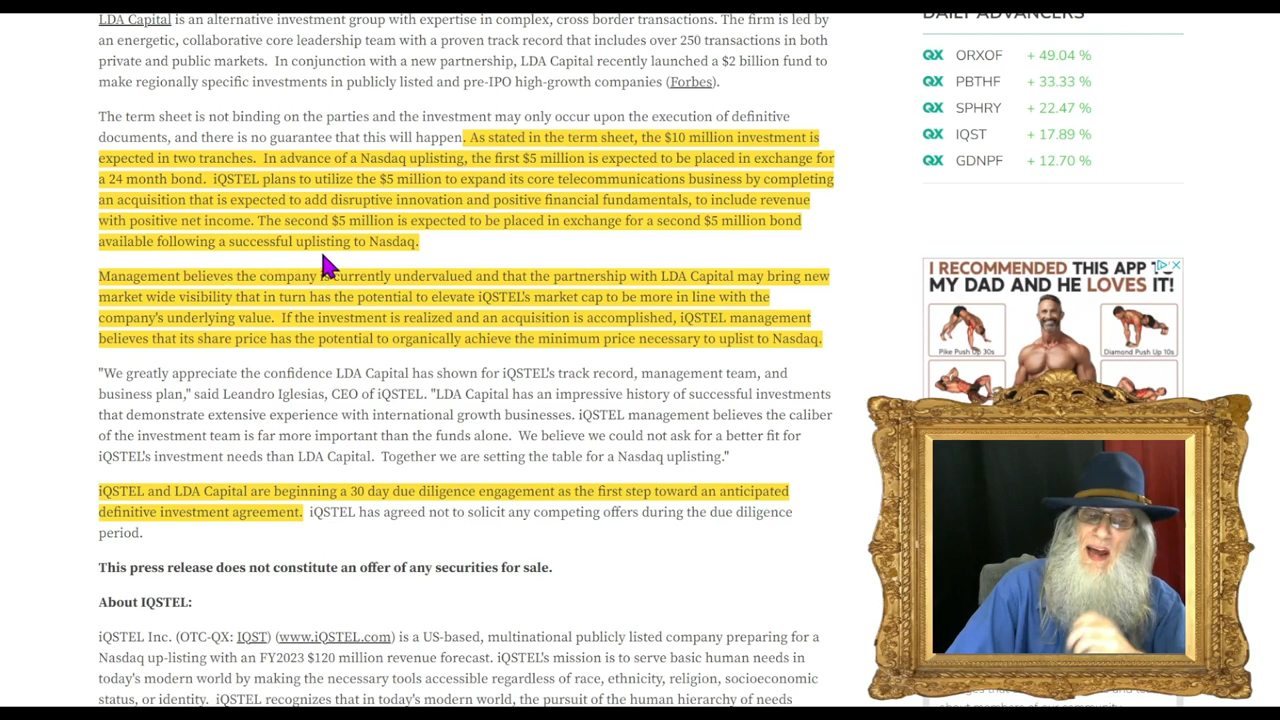 LDA Capital is an alternative investment group with expertise in complex, cross border transactions. The firm is led by
an energetic, collaborative core leadership team with a proven track record that includes over 250 transactions in both
private and public markets. In conjunction with a new partnership, LDA Capital recently launched a $2 billion fund to
make regionally specific investments in publicly listed and pre-IPO high-growth companies (Forbes).
The term sheet is not binding on the parties and the investment may only occur upon the execution of definitive
documents, and there is no guarantee that this will happen. As stated in the term sheet, the $10 million investment is
expected in two tranches. In advance of a Nasdaq uplisting, the first $5 million is expected to be placed in exchange for
a 24 month bond. iQSTEL plans to utilize the $5 million to expand its core telecommunications business by completing
an acquisition that is expected to add disruptive innovation and positive financial fundamentals, to include revenue
with positive net income. The second $5 million is expected to be placed in exchange for a second $5 million bond
available following a successful uplisting to Nasdaq.
Management believes the company is currently undervalued and that the partnership with LDA Capital may bring new
market wide visibility that in turn has the potential to elevate iQSTEL's market cap to be more in line with the
company's underlying value. If the investment is realized and an acquisition is accomplished, iQSTEL management
believes that its share price has the potential to organically achieve the minimum price necessary to uplist to Nasdaq.
"We greatly appreciate the confidence LDA Capital has shown for iQSTEL's track record, management team, and
business plan," said Leandro Iglesias, CEO of iQSTEL. "LDA Capital has an impressive history of successful investments
that demonstrate extensive experience with international growth businesses. iQSTEL management believes the caliber
of the investment team is far more important than the funds alone. We believe we could not ask for a better fit for
iQSTEL's investment needs than LDA Capital. Together we are setting the table for a Nasdaq uplisting."
iQSTEL and LDA Capital are beginning a 30 day due diligence engagement as the first step toward an anticipated
definitive investment agreement. iQSTEL has agreed not to solicit any competing offers during the due diligence
period.
This press release does not constitute an offer of any securities for sale.
About IQSTEL:
iQSTEL Inc. (OTC-QX: IQST) (www.iQSTEL.com) is a US-based, multinational publicly listed company preparing for a
Nasdaq up-listing with an FY2023 $120 million revenue forecast. iQSTEL's mission is to serve basic human needs in
today's modern world by making the necessary tools accessible regardless of race, ethnicity, religion, socioeconomic
status, or identity. iQSTEL recognizes that in today's modern world, the pursuit of the human hierarchy of needs
DAILY ADVANCERS
QX ORXOF + 49.04 %
QX PBTHF + 33.33 %
QX SPHRY + 22.47 %
QX IQST + 17.89 %
QX GDNPF + 12.70 %
I RECOMMENDED THIS APP
MY DAD AND HE LOVES IT!
Pike Push Up 30s
Diamond Push Up 10s